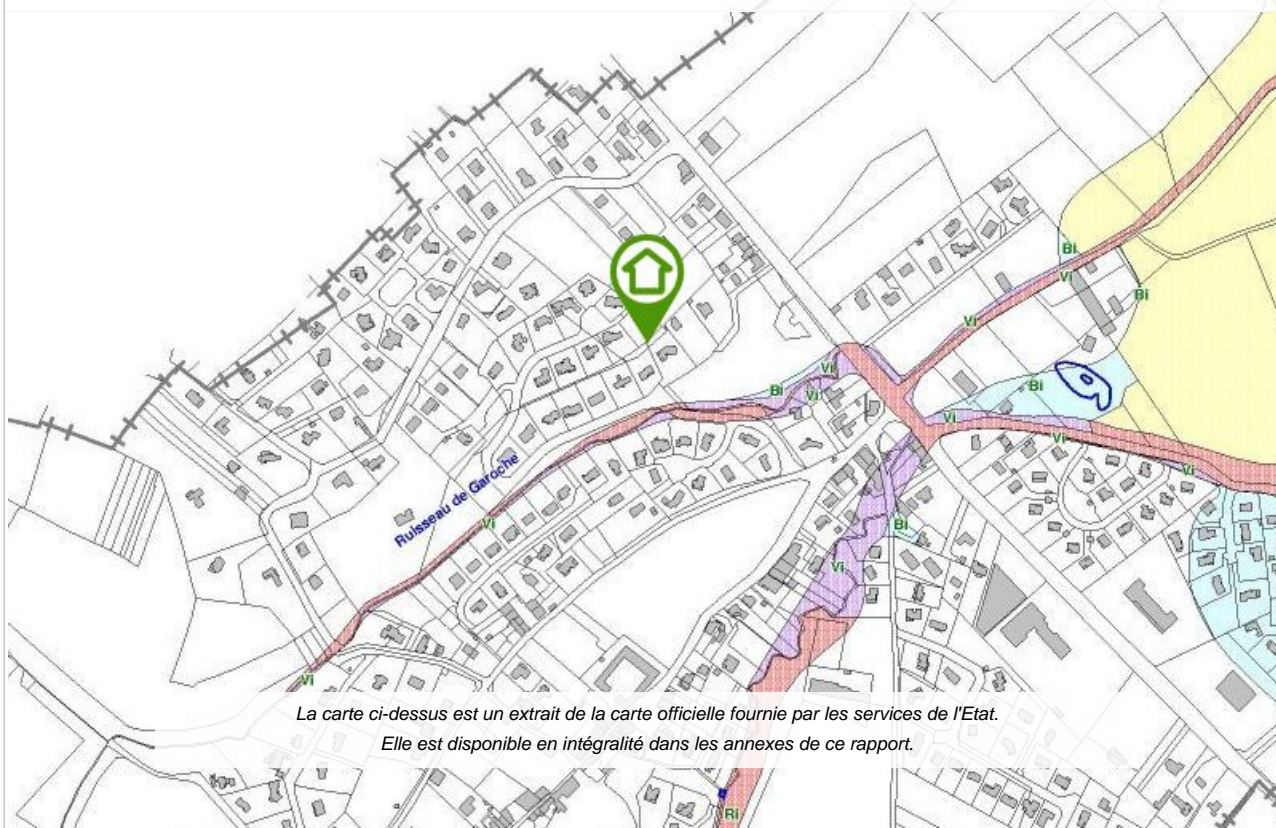 Bi
Vi
Bi
Vi
Vi
Bi
Vi
Bi
Vi
Vi
Vi
Ruisseau de Garoche
Vi
Bi
Vi
Vi
La carte ci-dessus est un extrait de la carte officielle fournie par les services de l'Etat.
Elle est disponible en intégralité dans les annexes de ce rapport.
Ri